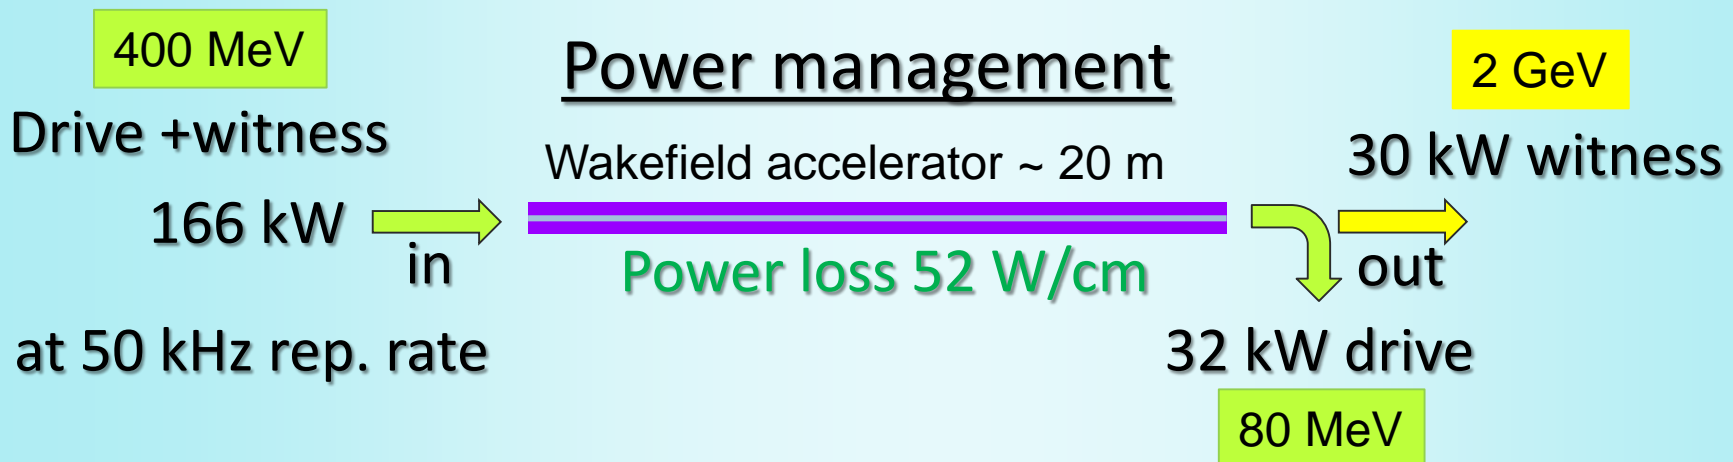 400 MeV
Power management
2 GeV
Drive +witness
Wakefield accelerator ~ 20 m
30 kW witness
166 kW
in
Power loss 52 W/cm
out
at 50 kHz rep. rate
32 kW drive
80 MeV